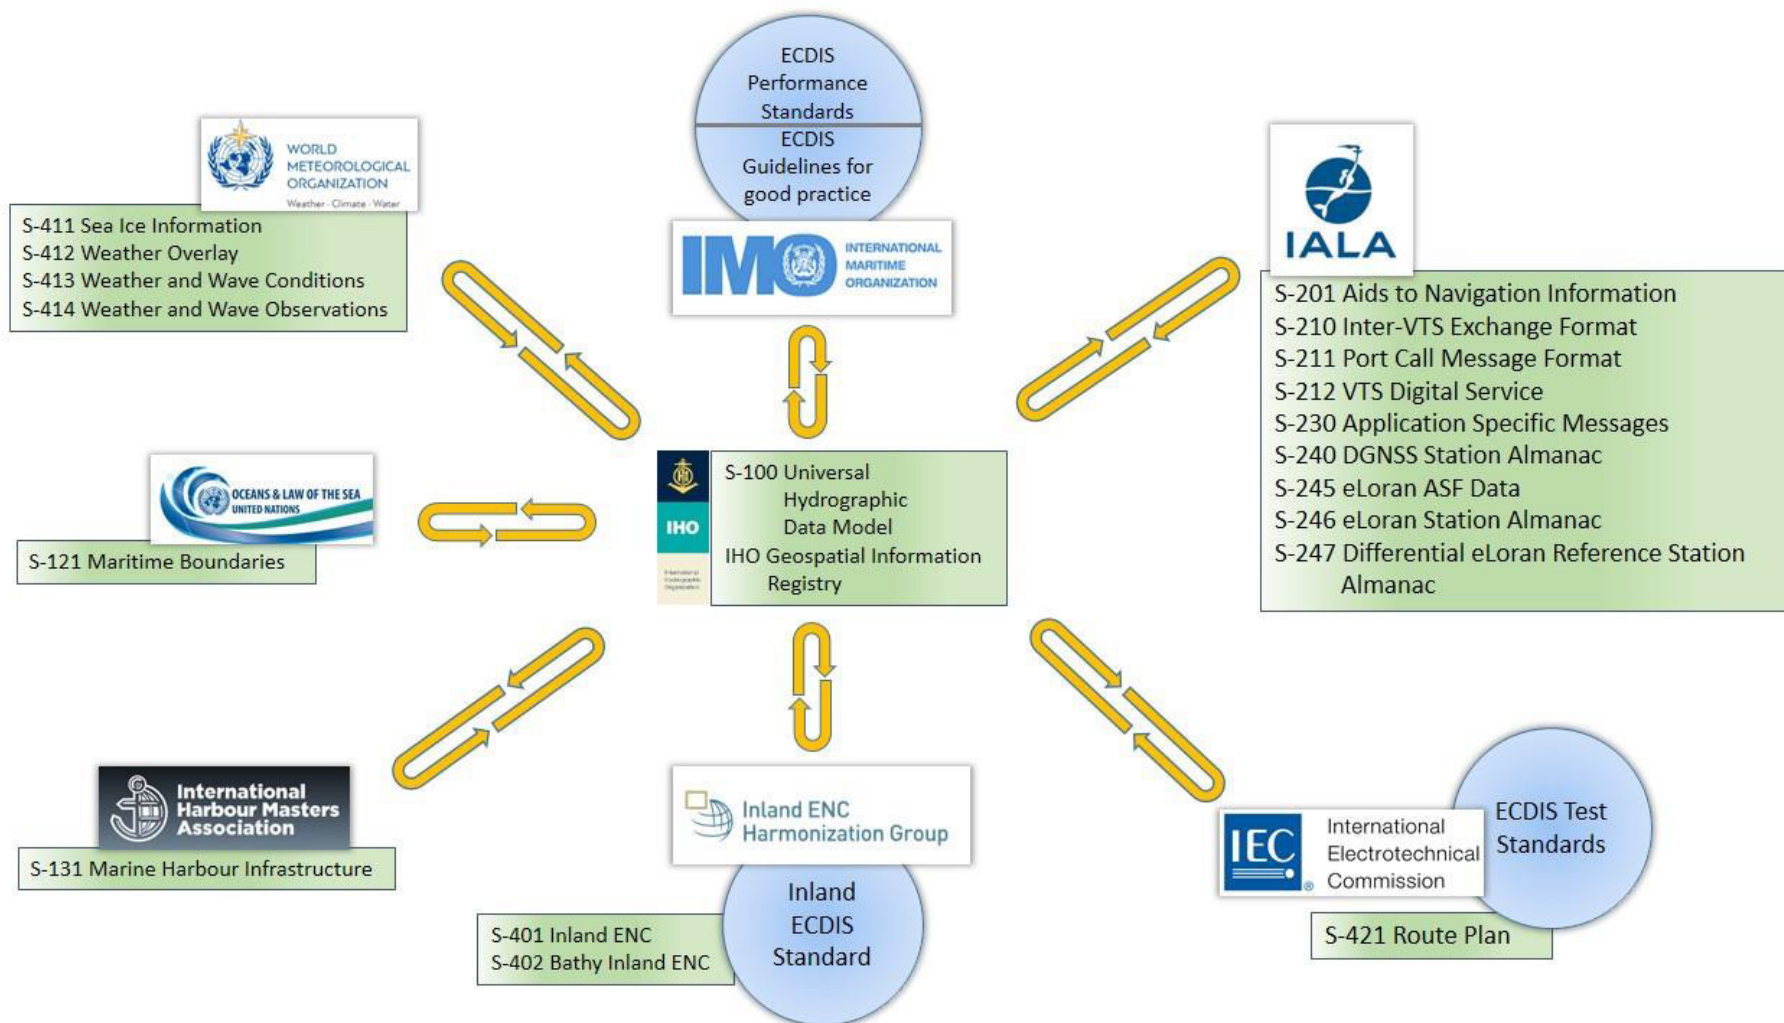 ECDIS
Performance
Standards
ECDIS
Guidelines for
good practice
IMO
INTERNATIONAL
MARITIME
ORGANIZATION
WORLD
METEOROLOGICAL
ORGANIZATION
Weather · Climate · Water
S-411 Sea Ice Information
S-412 Weather Overlay
S-413 Weather and Wave Conditions
S-414 Weather and Wave Observations
IALA
S-201 Aids to Navigation Information
S-210 Inter-VTS Exchange Format
S-211 Port Call Message Format
S-212 VTS Digital Service
S-230 Application Specific Messages
S-240 DGNSS Station Almanac
S-245 eLoran ASF Data
S-246 eLoran Station Almanac
S-247 Differential eLoran Reference Station
Almanac
OCEANS & LAW OF THE SEA
UNITED NATIONS
S-121 Maritime Boundaries
IHO
International
Hydrographic
Organization
S-100 Universal
Hydrographic
Data Model
IHO Geospatial Information
Registry
International
Harbour Masters
Association
S-131 Marine Harbour Infrastructure
Inland ENC
Harmonization Group
Inland
ECDIS
Standard
S-401 Inland ENC
S-402 Bathy Inland ENC
IEC
®
International
Electrotechnical
Commission
ECDIS Test
Standards
S-421 Route Plan